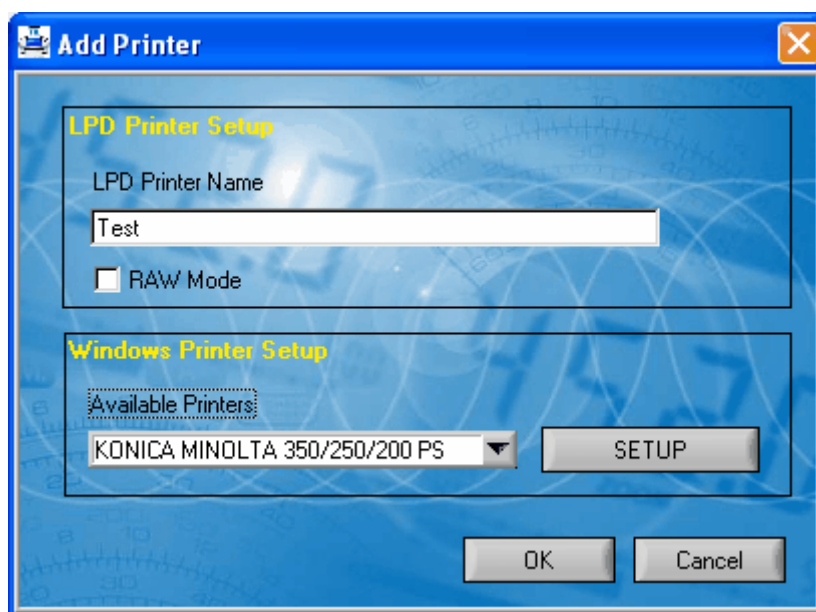 Add Printer
LPD Printer Setup
LPD Printer Name
Test
RAW Mode
Windows Printer Setup
Available Printers
KONICA MINOLTA 350/250/200 PS
SETUP
OK
Cancel